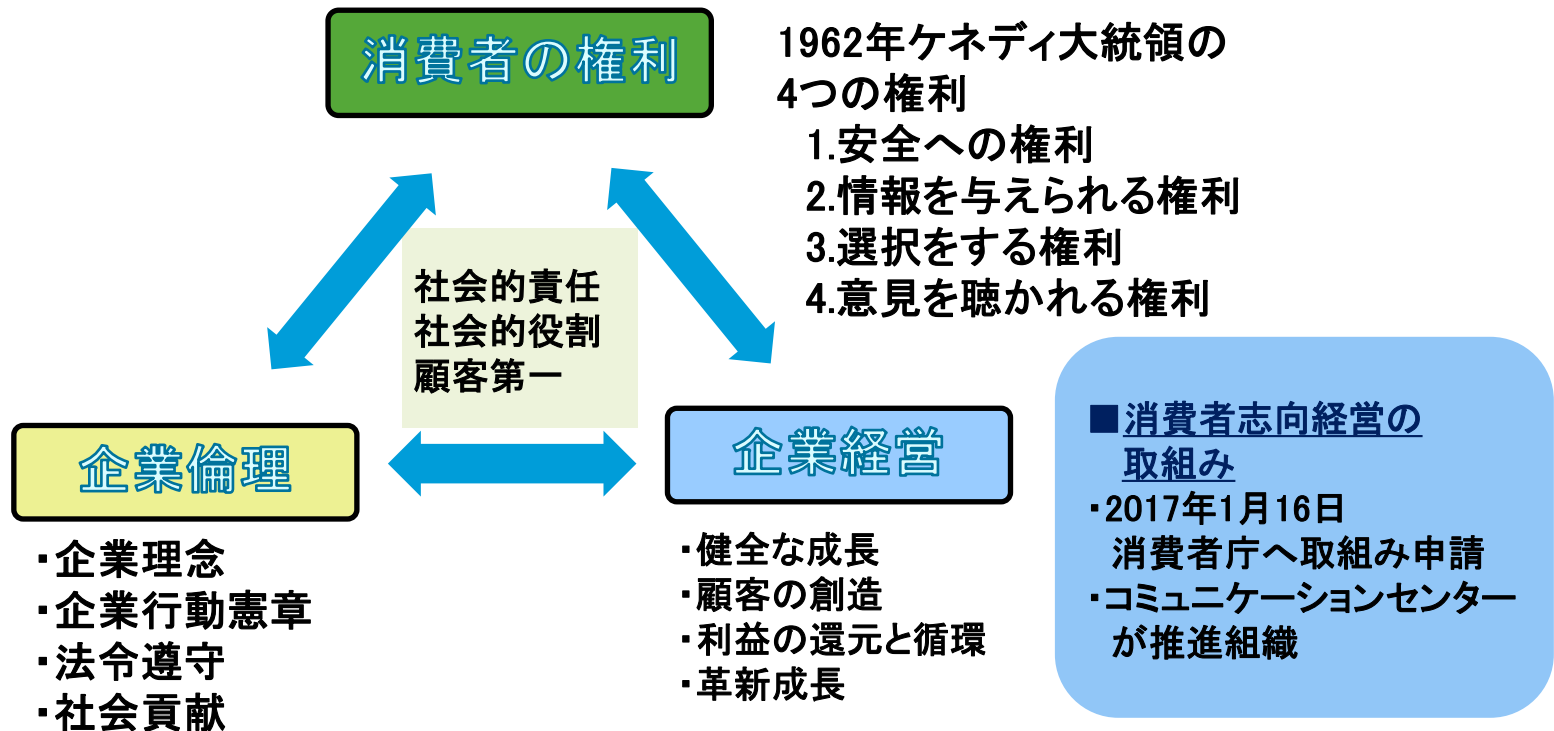 消費者の権利
1962年ケネディ大統領の
4つの権利
1.安全への権利
2.情報を与えられる権利
3.選択をする権利
4.意見を聴かれる権利
社会的責任
社会的役割
顧客第一
企業倫理
・企業理念
・企業行動憲章
・法令遵守
・社会貢献
企業経営
・健全な成長
・顧客の創造
・利益の還元と循環
・革新成長
■消費者志向経営の
取組み
・2017年1月16日
消費者庁へ取組み申請
・コミュニケーションセンター
が推進組織